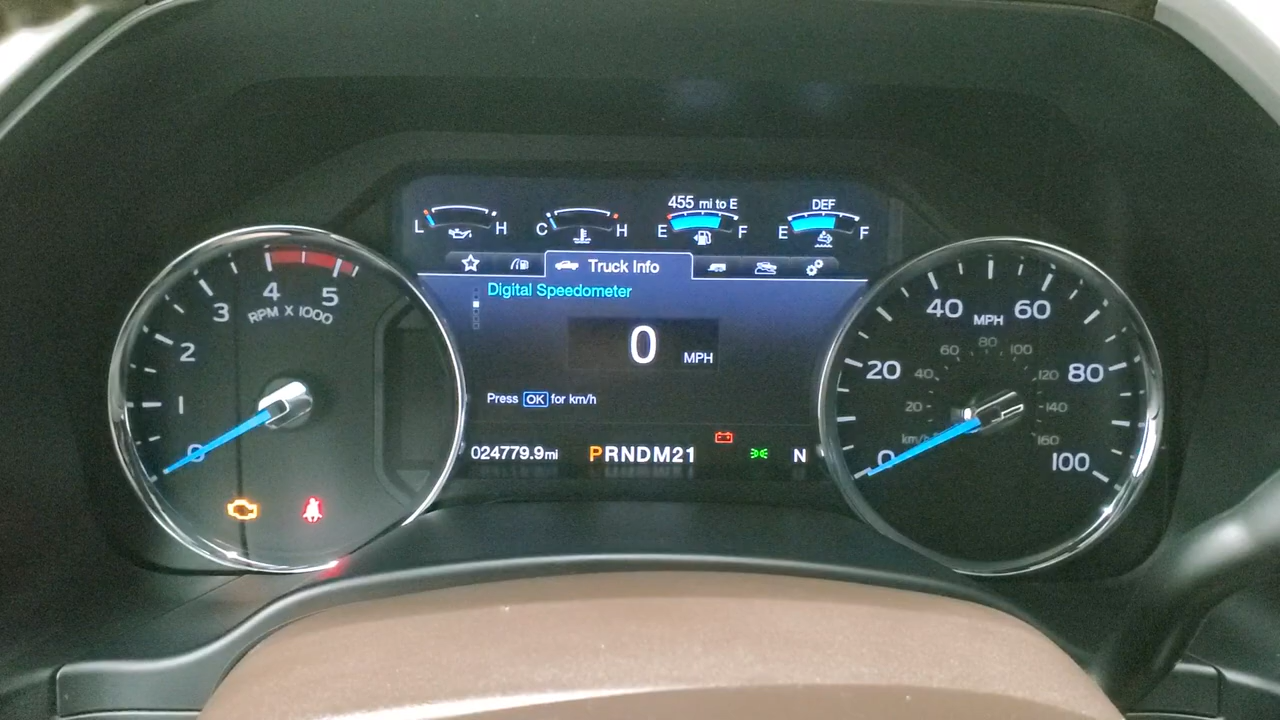 455 mi to E
DEF
L H
C H
E F
E F
Truck Info
Digital Speedometer
0 MPH
Press OK for km/h
024779.9mi
PRNDM21
N
0 1 2 3 4 5
RPM X 1000
0 20 40 60 80 100
MPH
20 40 60 80 100 120 140 160
km/h